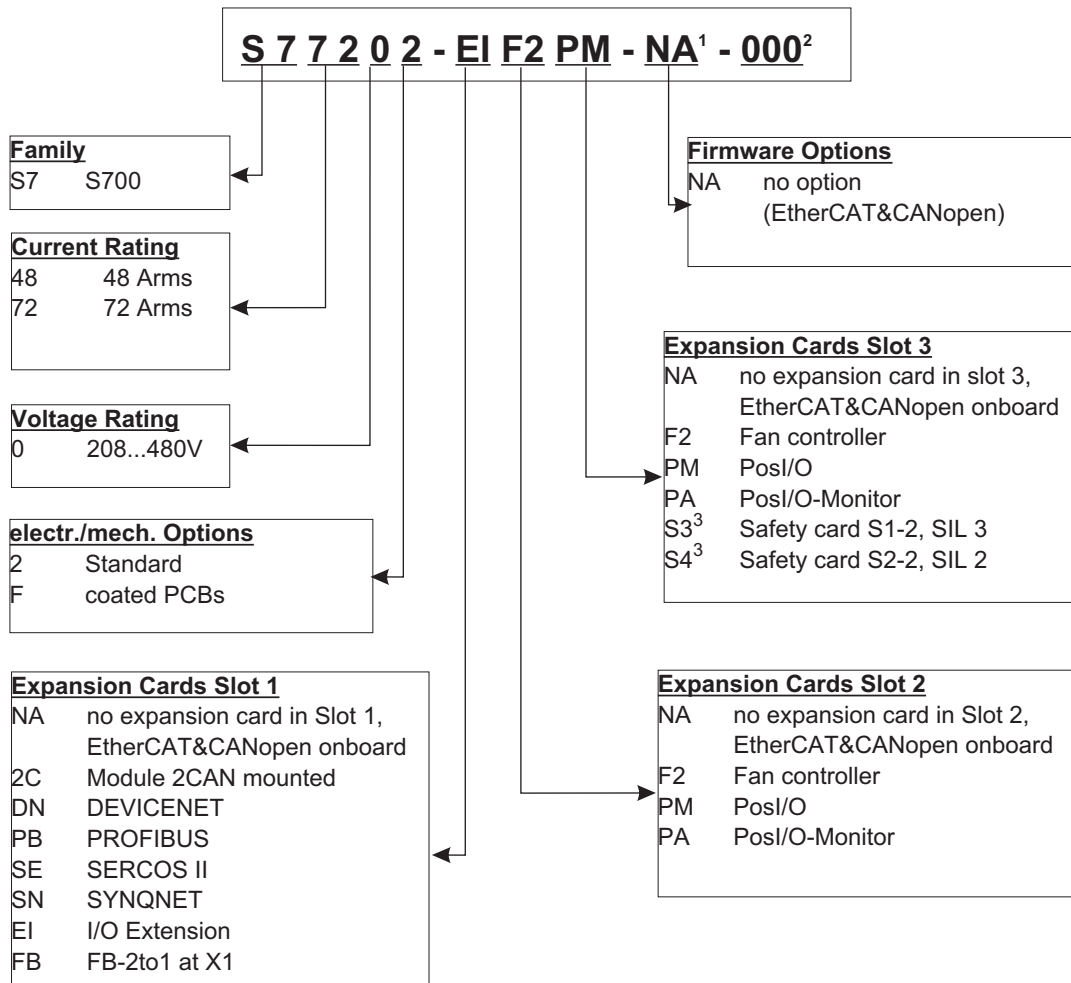 S 7 7 2 0 2 - EI F2 PM - NA¹ - 000²
Family
S7 S700
Current Rating
48 48 Arms
72 72 Arms
Voltage Rating
0 208...480V
electr./mech. Options
2 Standard
F coated PCBs
Expansion Cards Slot 1
NA no expansion card in Slot 1,
EtherCAT&CANopen onboard
2C Module 2CAN mounted
DN DEVICENET
PB PROFIBUS
SE SERCOS II
SN SYNQNET
EI I/O Extension
FB FB-2to1 at X1
Firmware Options
NA no option
(EtherCAT&CANopen)
Expansion Cards Slot 3
NA no expansion card in slot 3,
EtherCAT&CANopen onboard
F2 Fan controller
PM PosI/O
PA PosI/O-Monitor
S3³ Safety card S1-2, SIL 3
S4³ Safety card S2-2, SIL 2
Expansion Cards Slot 2
NA no expansion card in Slot 2,
EtherCAT&CANopen onboard
F2 Fan controller
PM PosI/O
PA PosI/O-Monitor